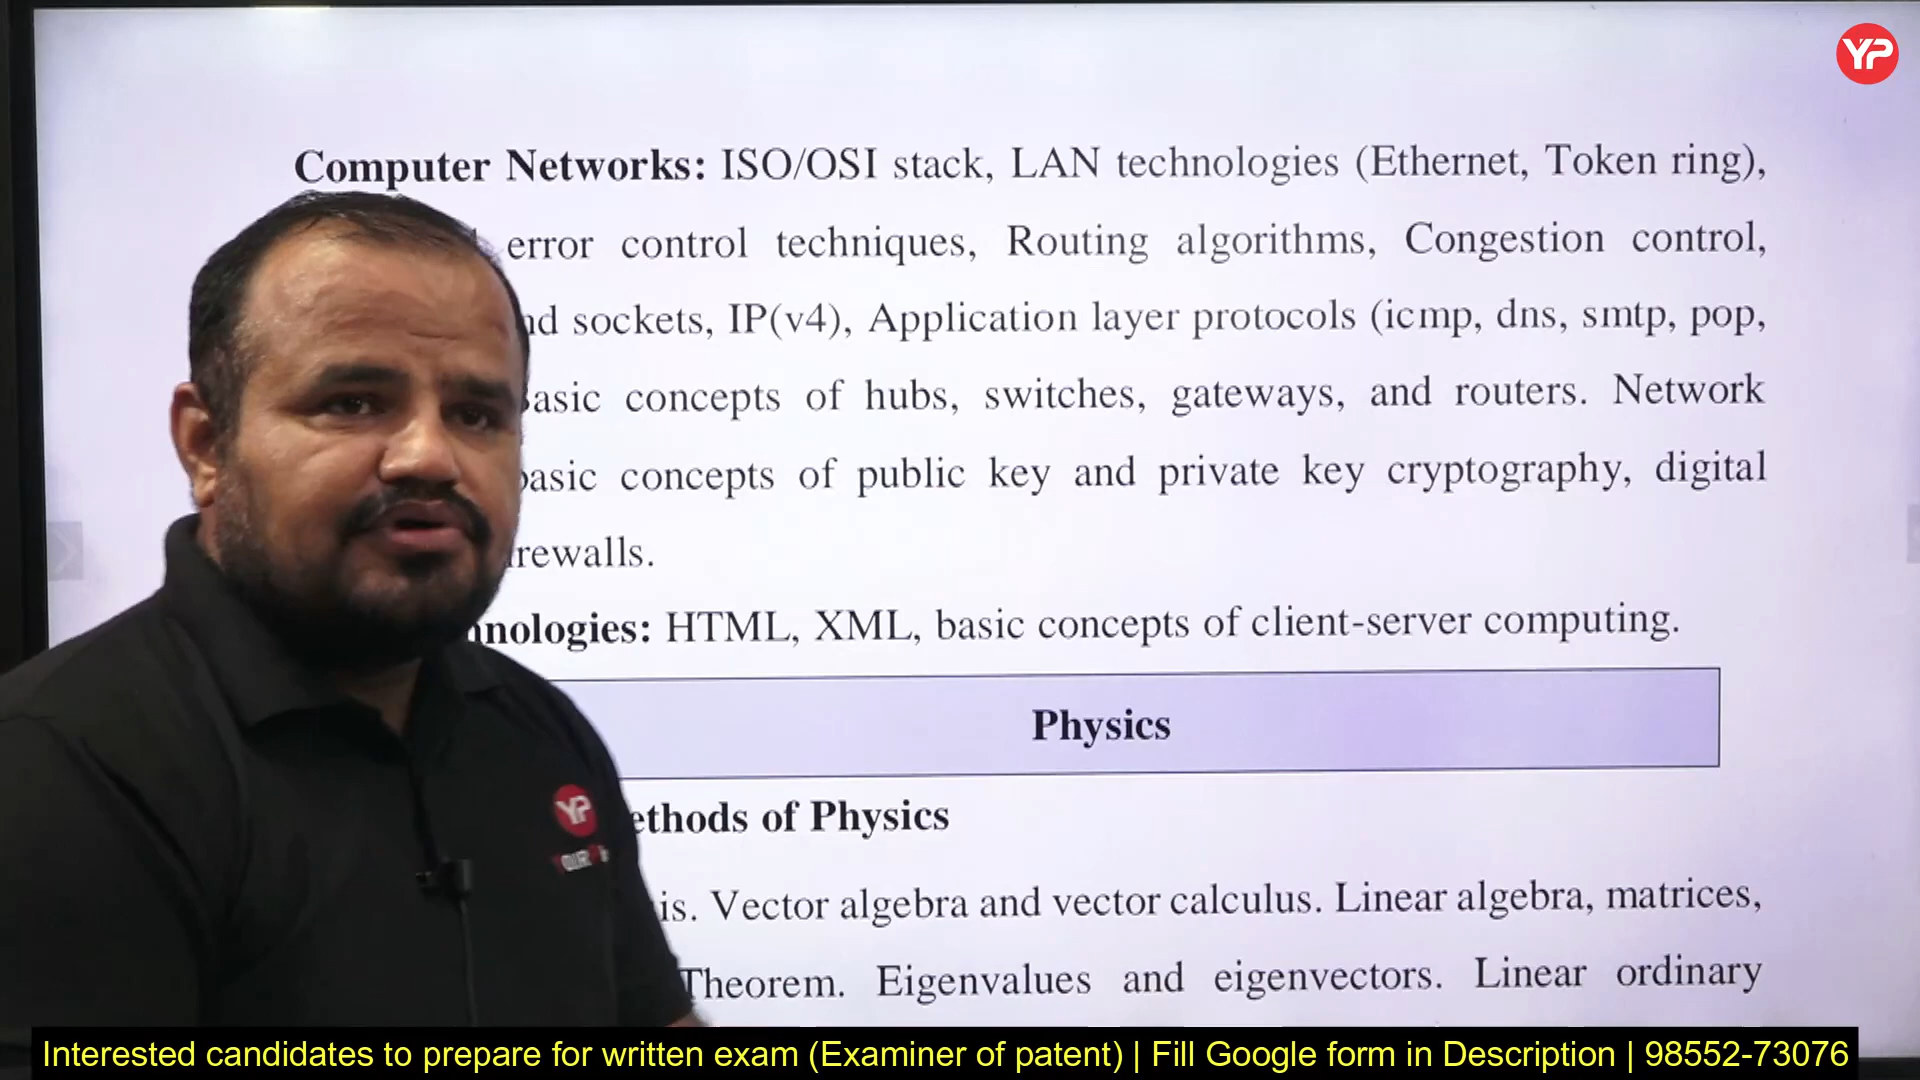 YP
Computer Networks: ISO/OSI stack, LAN technologies (Ethernet, Token ring),
error control techniques, Routing algorithms, Congestion control,
sockets, IP(v4), Application layer protocols (icmp, dns, smtp, pop,
concepts of hubs, switches, gateways, and routers. Network
concepts of public key and private key cryptography, digital
rewalls.
nologies: HTML, XML, basic concepts of client-server computing.
Physics
ethods of Physics
is. Vector algebra and vector calculus. Linear algebra, matrices,
Theorem. Eigenvalues and eigenvectors. Linear ordinary
YP
Interested candidates to prepare for written exam (Examiner of patent) | Fill Google form in Description | 98552-73076